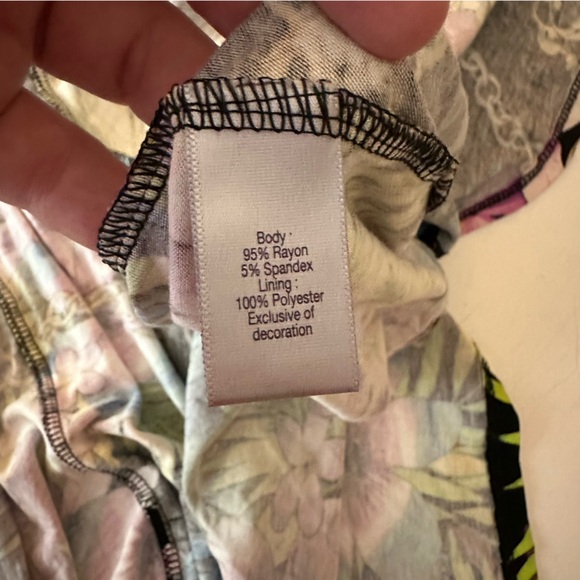 Body :
95% Rayon
5% Spandex
Lining :
100% Polyester
Exclusive of
decoration